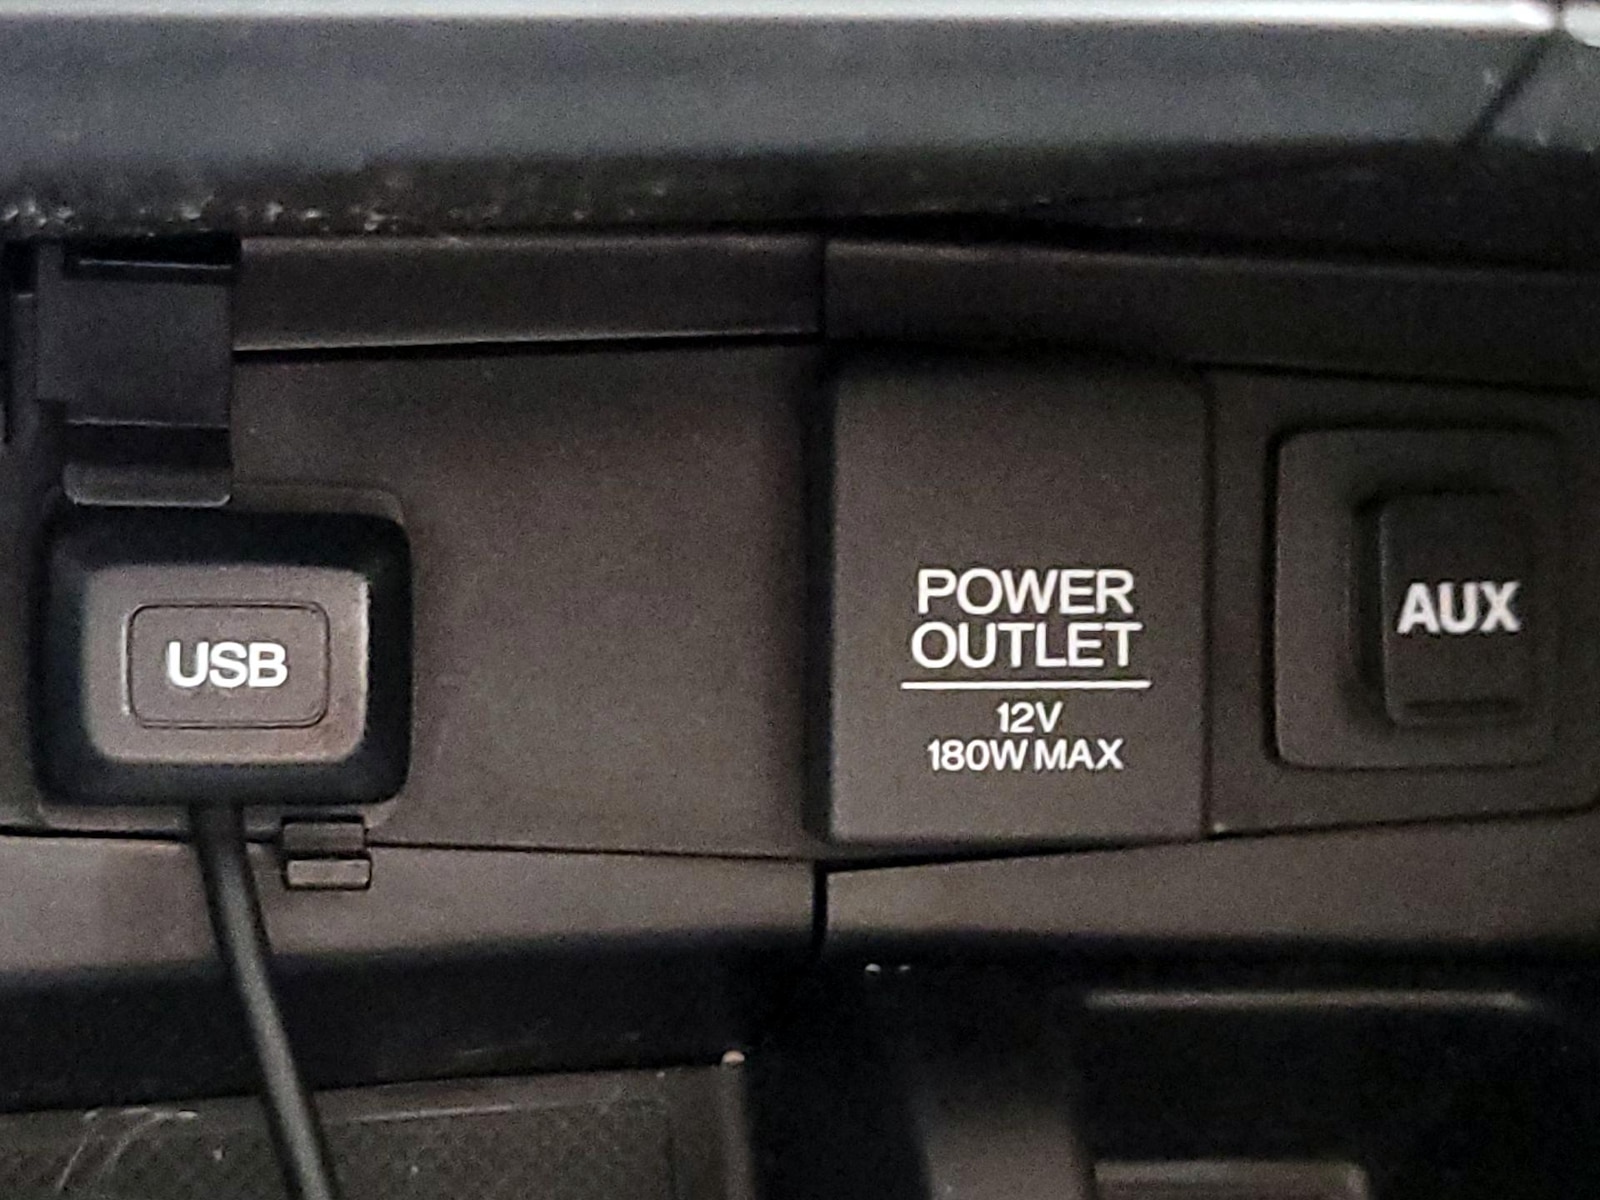 USB
POWER
OUTLET
12V
180W MAX
AUX